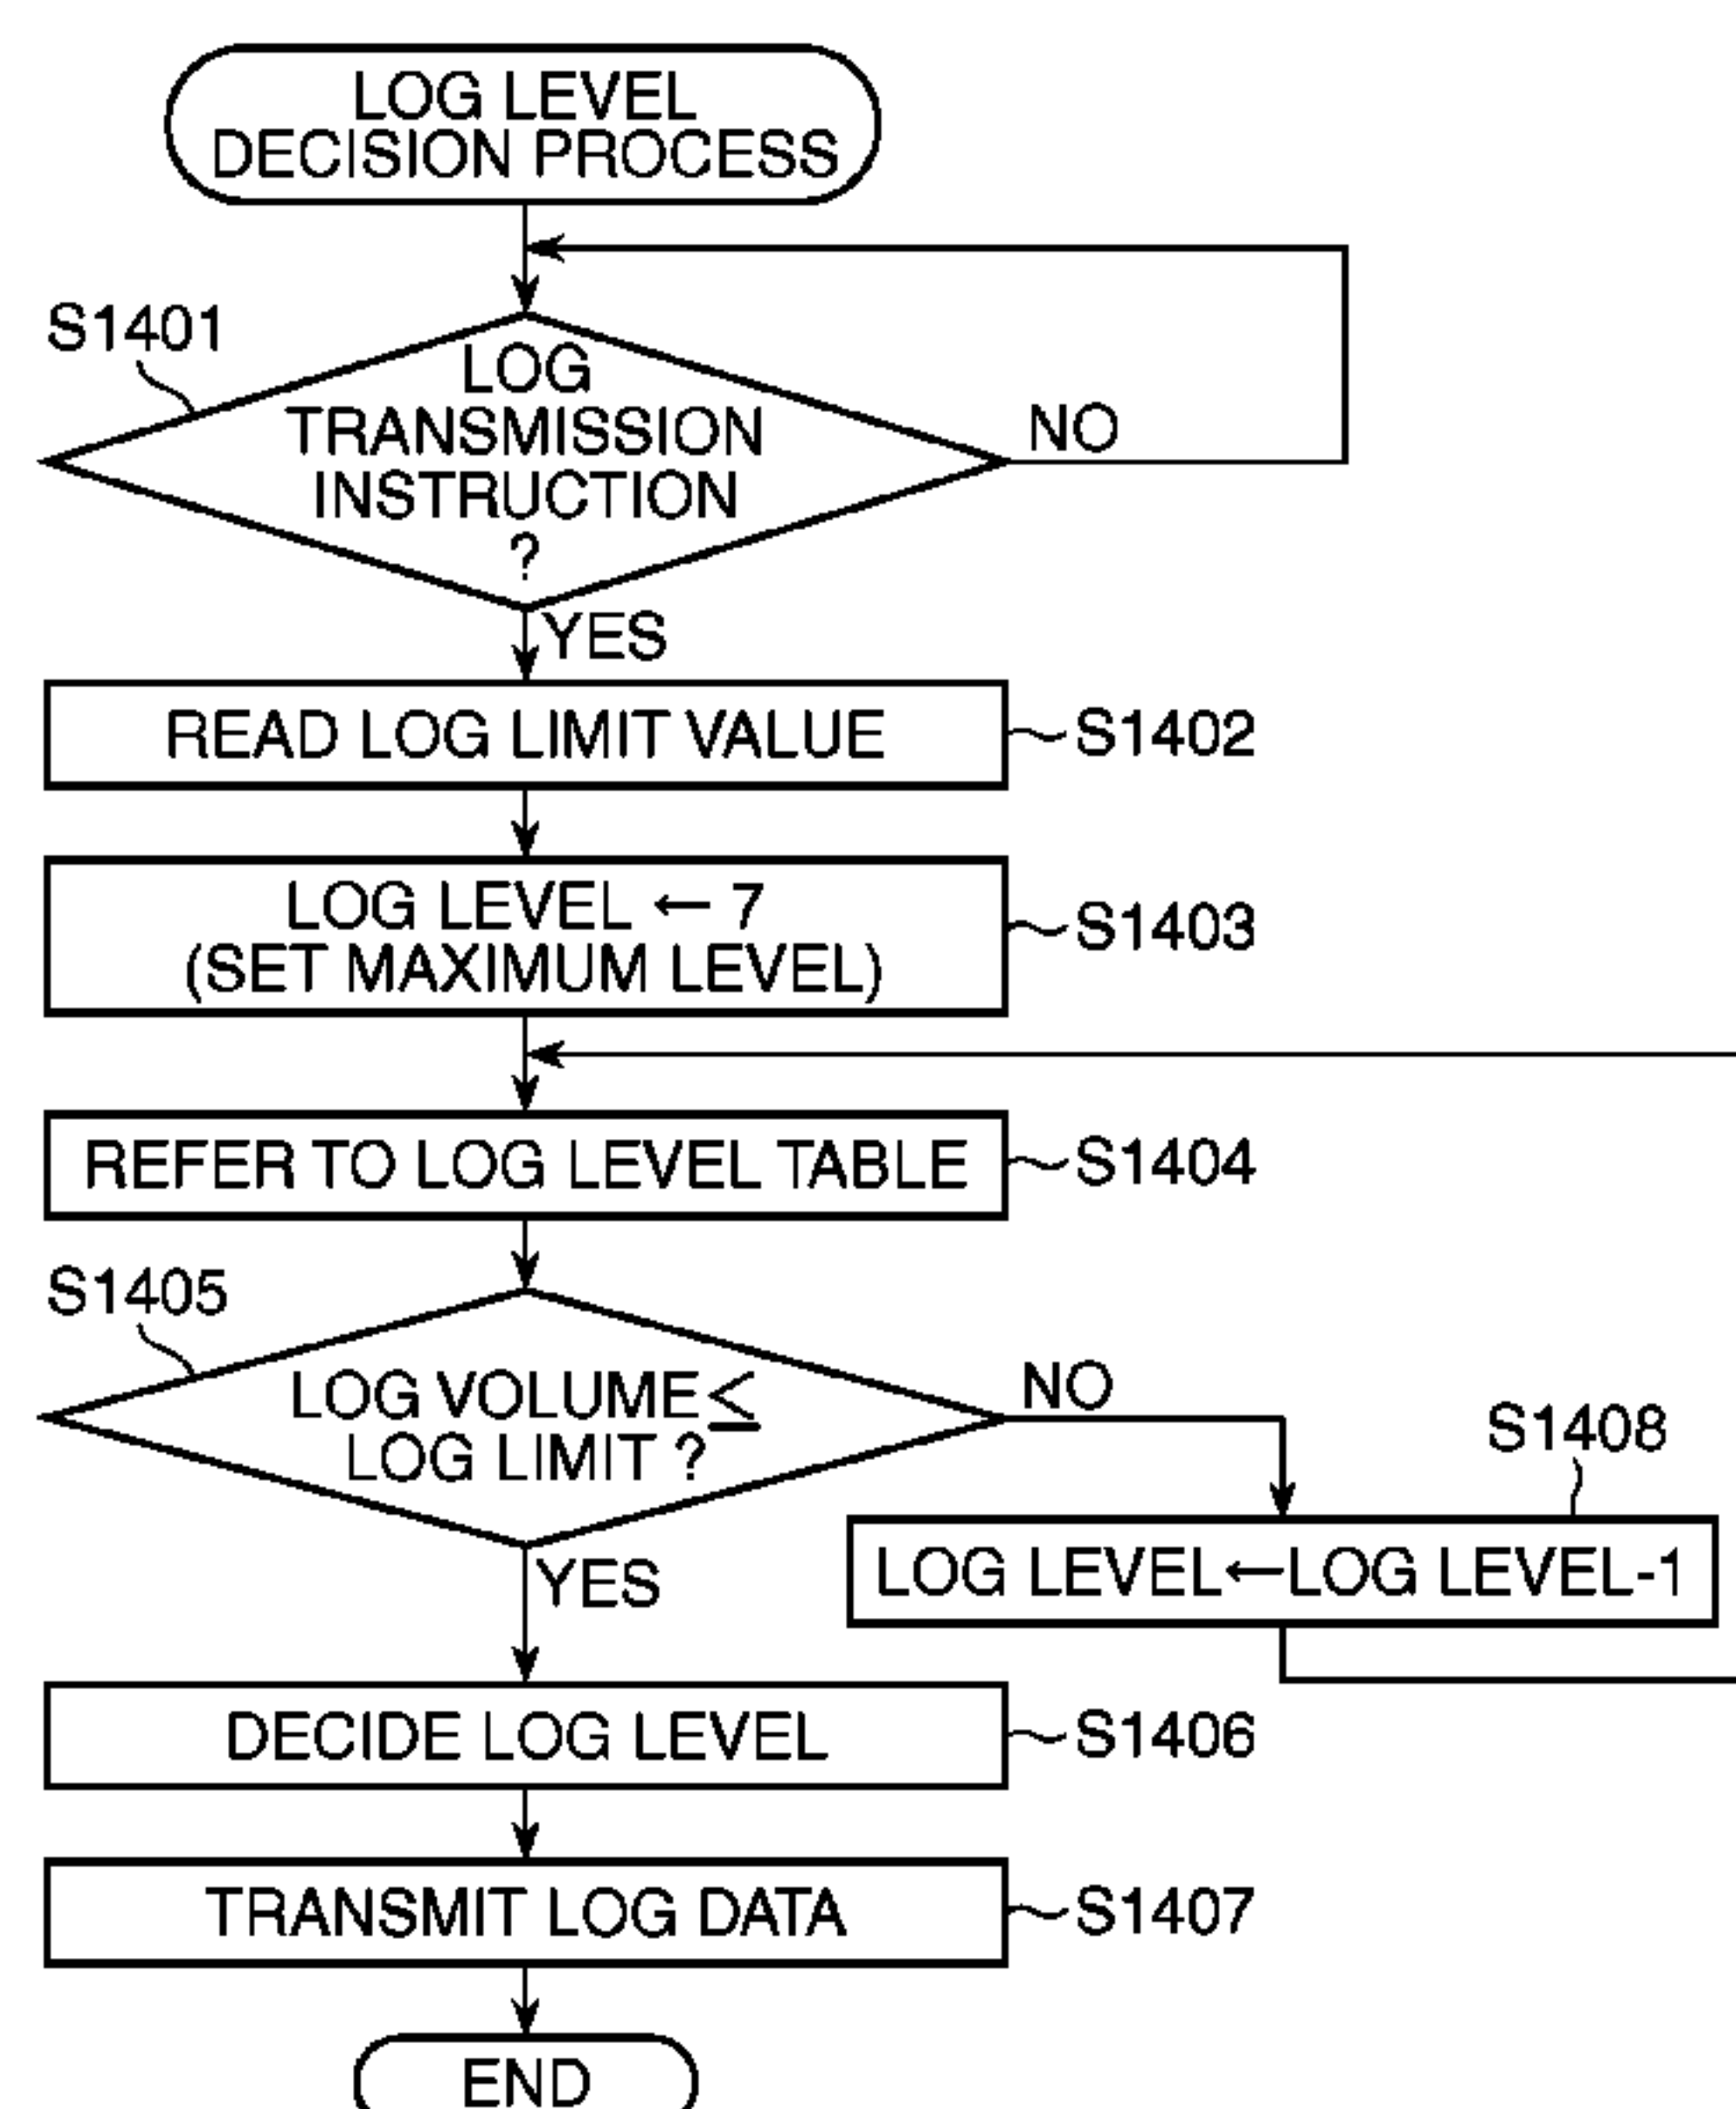 LOG LEVEL
DECISION PROCESS
S1401
LOG
TRANSMISSION
INSTRUCTION
?
NO
YES
READ LOG LIMIT VALUE
S1402
LOG LEVEL ← 7
(SET MAXIMUM LEVEL)
S1403
REFER TO LOG LEVEL TABLE
S1404
S1405
LOG VOLUME ≤
LOG LIMIT ?
NO
S1408
LOG LEVEL←LOG LEVEL-1
YES
DECIDE LOG LEVEL
S1406
TRANSMIT LOG DATA
S1407
END